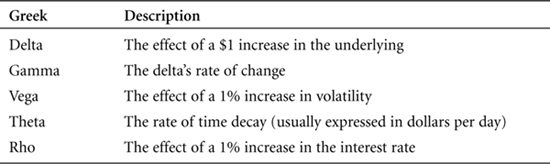 Greek Description
Delta The effect of a $1 increase in the underlying
Gamma The delta's rate of change
Vega The effect of a 1% increase in volatility
Theta The rate of time decay (usually expressed in dollars per day)
Rho The effect of a 1% increase in the interest rate